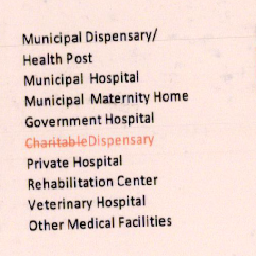 Municipal Dispensary/
Health Post
Municipal Hospital
Municipal Maternity Home
Government Hospital
CharitableDispensary
Private Hospital
Rehabilitation Center
Veterinary Hospital
Other Medical Facilities